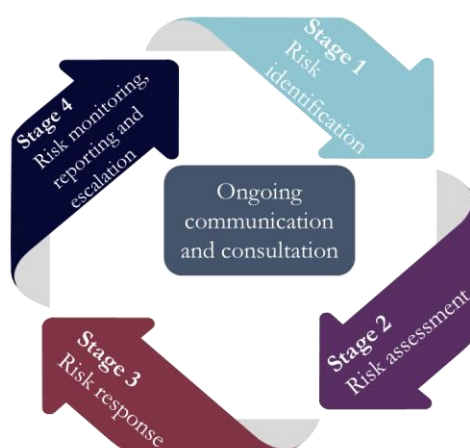 Stage 1
Risk
identification
Stage 2
Risk assessment
Stage 3
Risk response
Stage 4
Risk monitoring,
reporting and
escalation
Ongoing
communication
and consultation